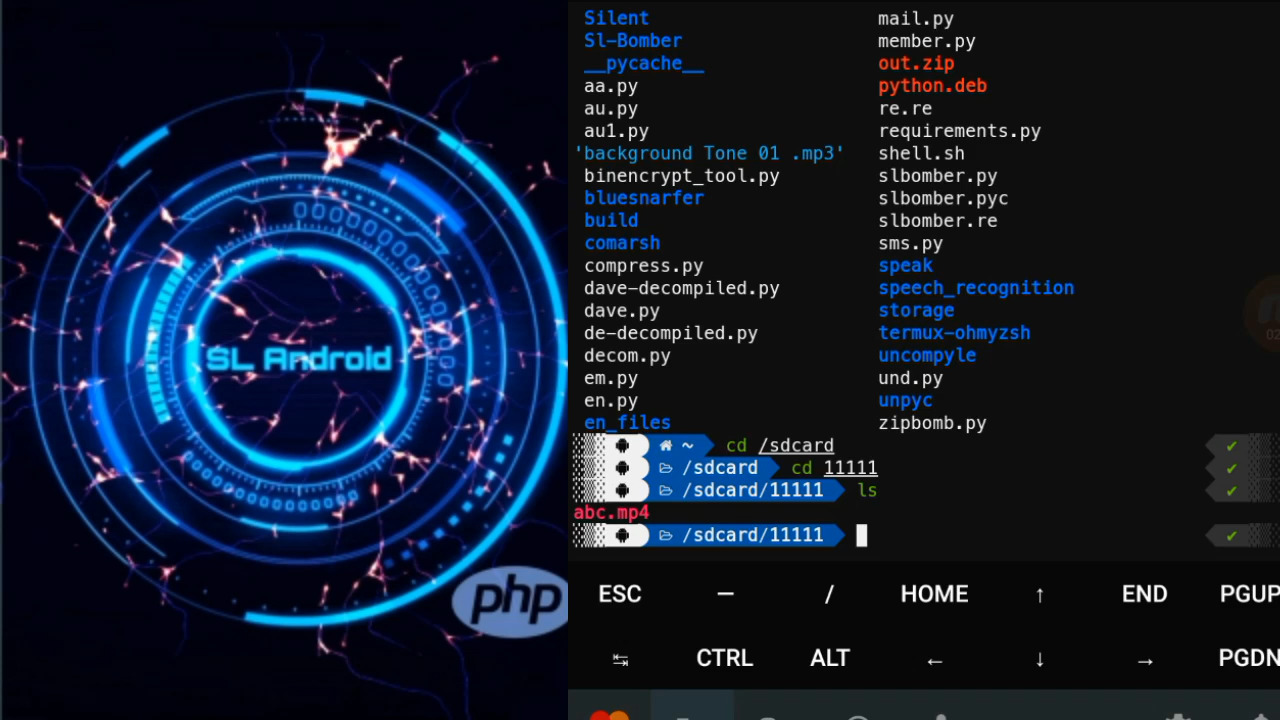 SL Android
php
Silent mail.py
Sl-Bomber member.py
__pycache__ out.zip
aa.py python.deb
au.py re.re
au1.py requirements.py
'background Tone 01 .mp3' shell.sh
binencrypt_tool.py slbomber.py
bluesnarfer slbomber.pyc
build slbomber.re
comarsh sms.py
compress.py speak
dave-decompiled.py speech_recognition
dave.py storage
de-decompiled.py termux-ohmyzsh
decom.py uncompyle
em.py und.py
en.py unpyc
en_files zipbomb.py
~ cd /sdcard ✔
/sdcard cd 11111 ✔
/sdcard/11111 ls ✔
abc.mp4
/sdcard/11111 ✔
ESC — / HOME ↑ END PGUP
↹ CTRL ALT ← ↓ → PGDN